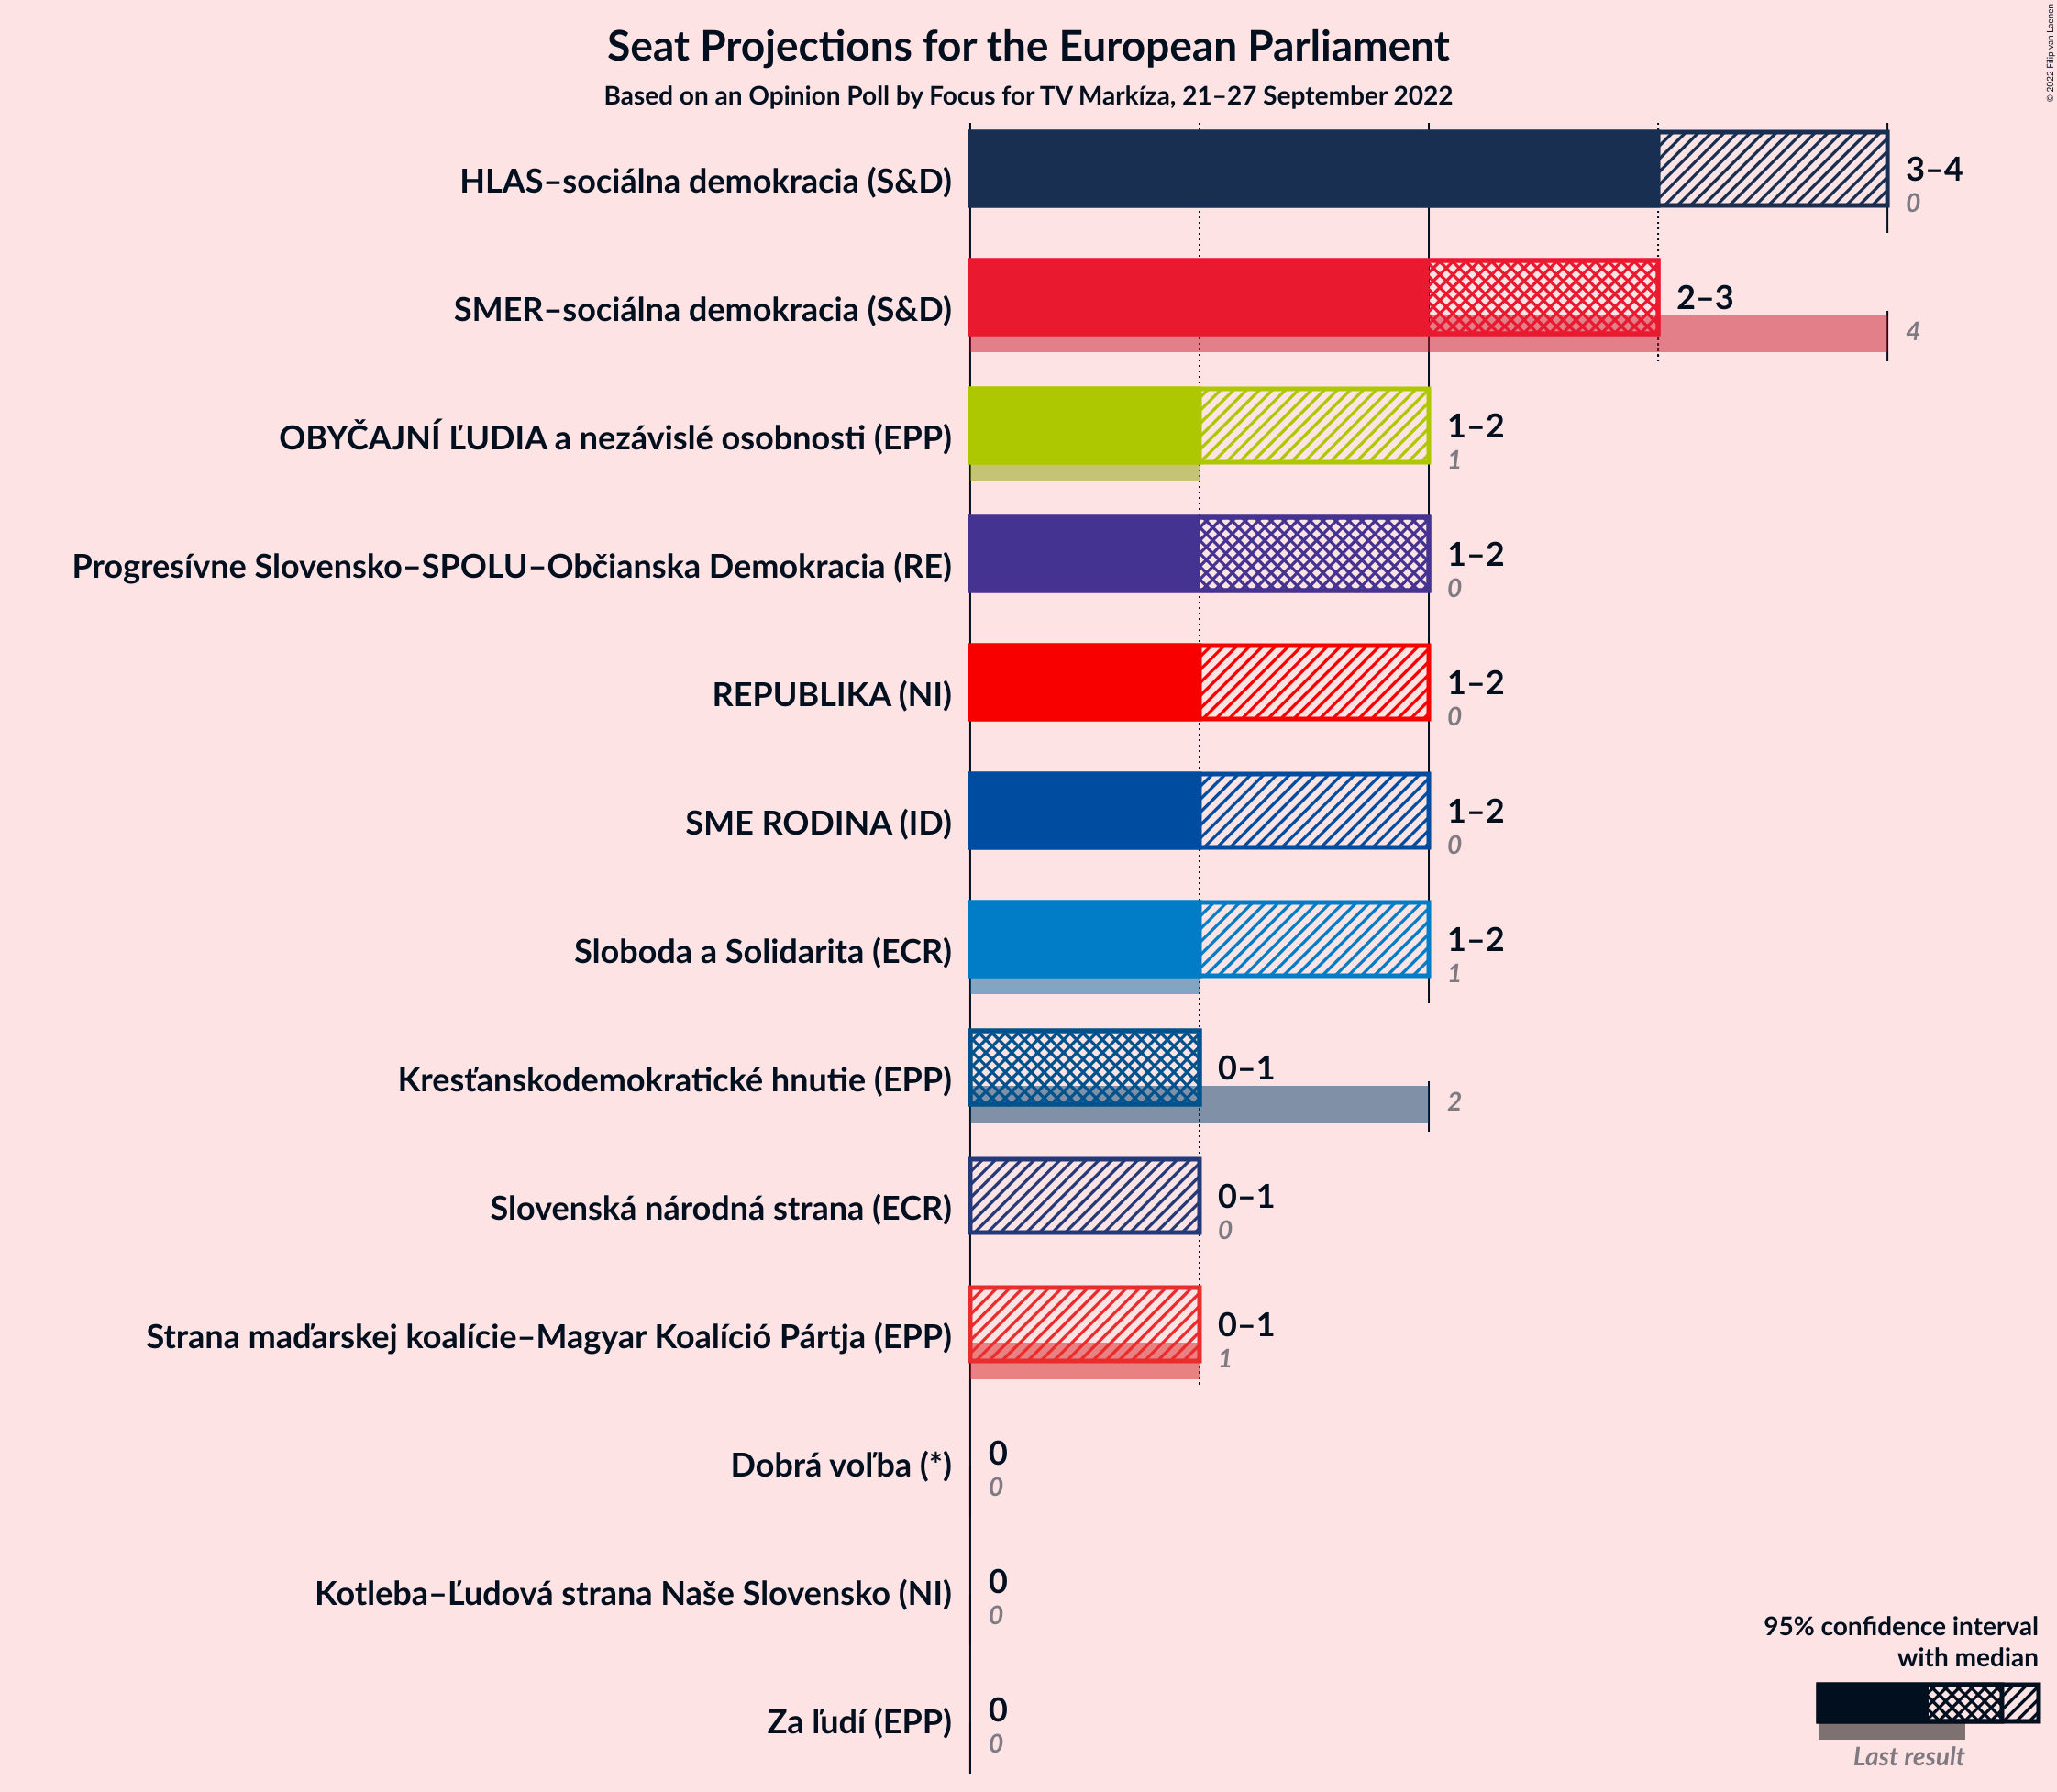 Seat Projections for the European Parliament
Based on an Opinion Poll by Focus for TV Markíza, 21–27 September 2022
© 2022 Filip van Laenen
HLAS–sociálna demokracia (S&D)
3–4
0
SMER–sociálna demokracia (S&D)
2–3
4
OBYČAJNÍ ĽUDIA a nezávislé osobnosti (EPP)
1–2
1
Progresívne Slovensko–SPOLU–Občianska Demokracia (RE)
1–2
0
REPUBLIKA (NI)
1–2
0
SME RODINA (ID)
1–2
0
Sloboda a Solidarita (ECR)
1–2
1
Kresťanskodemokratické hnutie (EPP)
0–1
2
Slovenská národná strana (ECR)
0–1
0
Strana maďarskej koalície–Magyar Koalíció Pártja (EPP)
0–1
1
Dobrá voľba (*)
0
0
Kotleba–Ľudová strana Naše Slovensko (NI)
0
0
Za ľudí (EPP)
0
0
95% confidence interval
with median
Last result